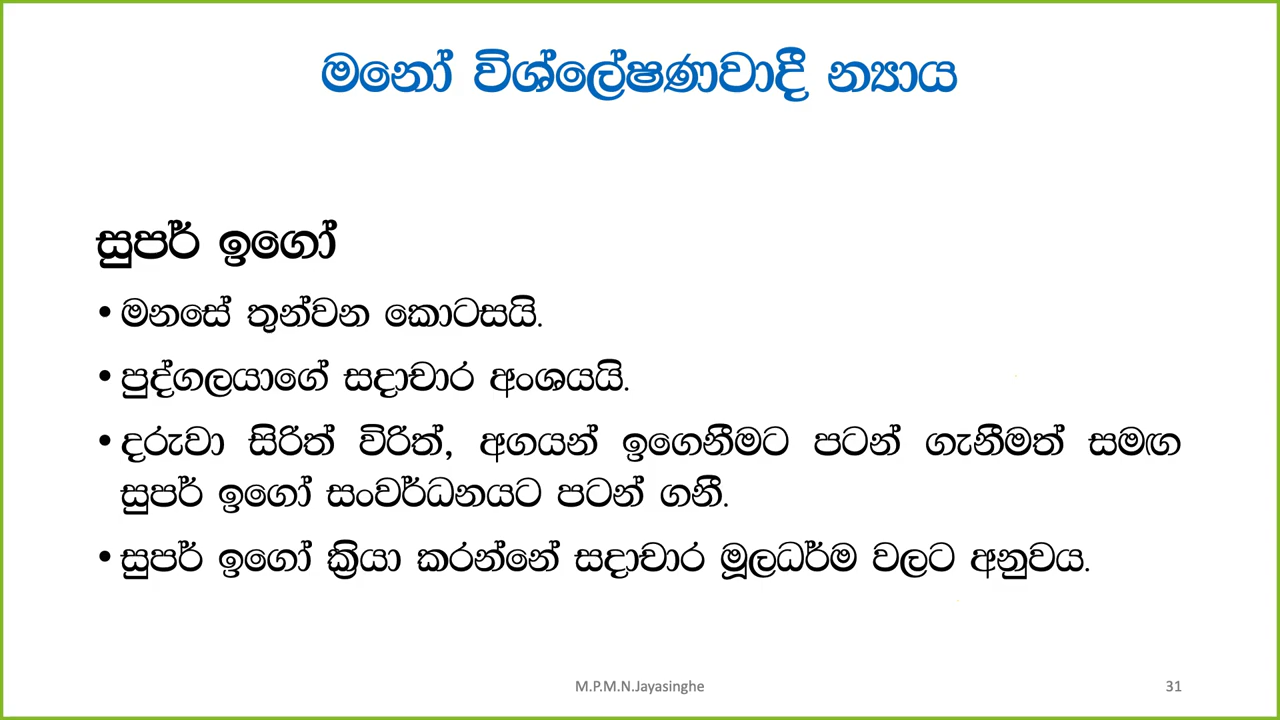 මනෝ විශ්ලේෂණවාදී න්‍යාය
සුපර් ඉගෝ
• මනසේ තුන්වන කොටසයි.
• පුද්ගලයාගේ සදාචාර අංශයයි.
• දරුවා සිරිත් විරිත්, අගයන් ඉගෙනීමට පටන් ගැනීමත් සමඟ
සුපර් ඉගෝ සංවර්ධනයට පටන් ගනී.
• සුපර් ඉගෝ ක්‍රියා කරන්නේ සදාචාර මූලධර්ම වලට අනුවය.
M.P.M.N.Jayasinghe
31